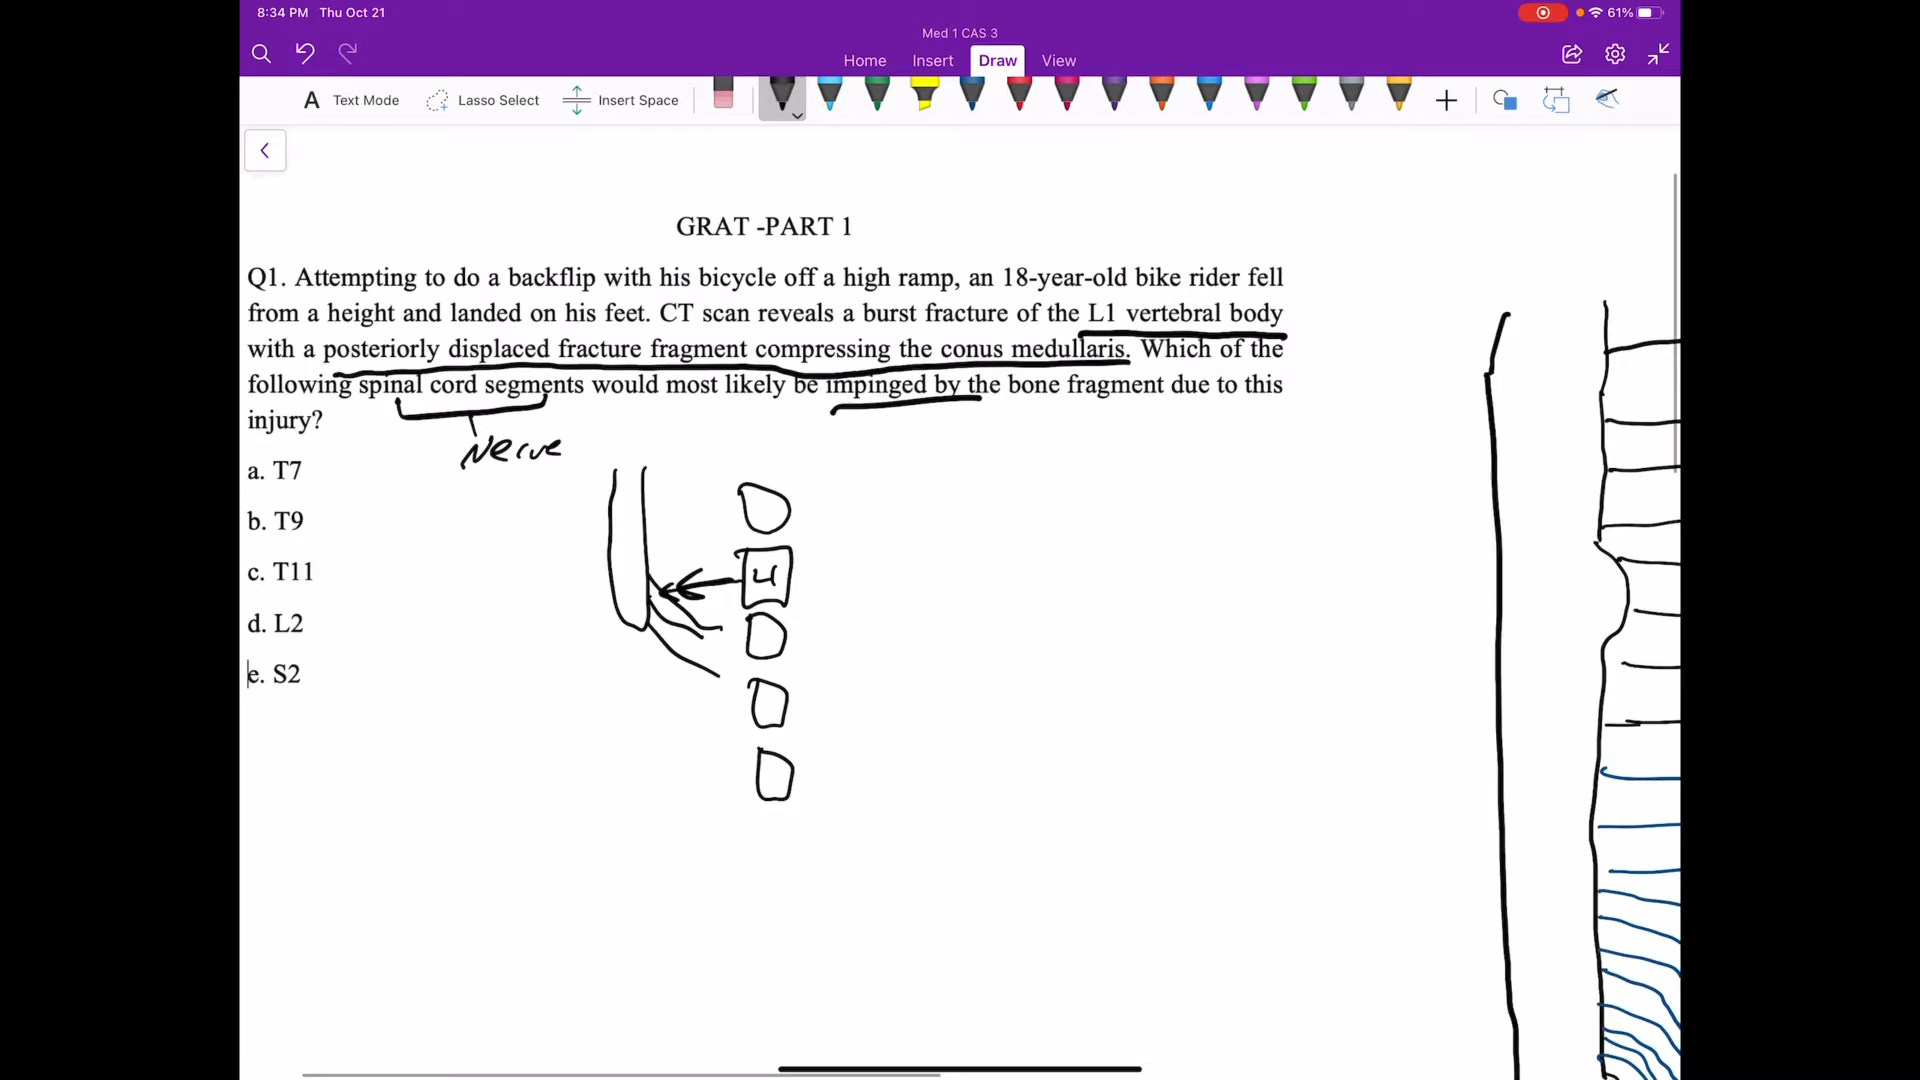 8:34 PM Thu Oct 21
61%
Med 1 CAS 3
Home Insert Draw View
A Text Mode Lasso Select Insert Space
GRAT -PART 1
Q1. Attempting to do a backflip with his bicycle off a high ramp, an 18-year-old bike rider fell
from a height and landed on his feet. CT scan reveals a burst fracture of the L1 vertebral body
with a posteriorly displaced fracture fragment compressing the conus medullaris. Which of the
following spinal cord segments would most likely be impinged by the bone fragment due to this
injury?
Nerve
a. T7
b. T9
c. T11
d. L2
e. S2